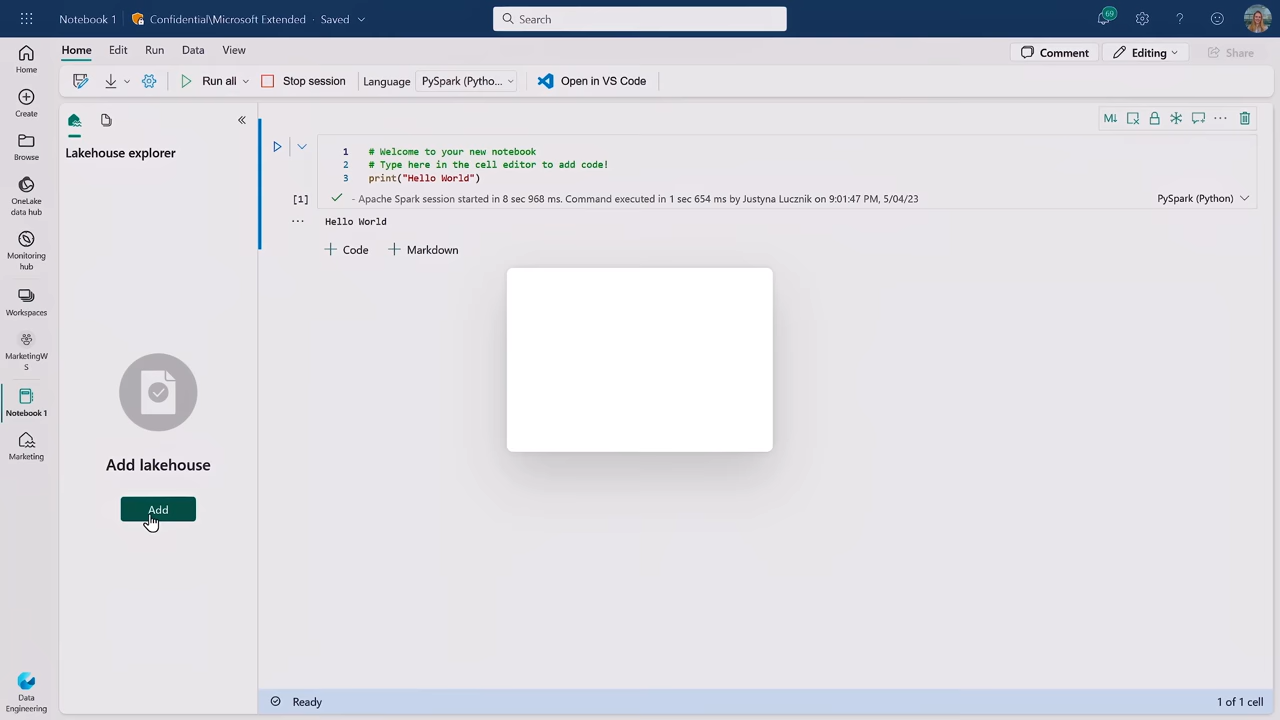 Notebook 1
Confidential\Microsoft Extended
Saved
Search
69
Home
Edit
Run
Data
View
Comment
Editing
Share
Run all
Stop session
Language
PySpark (Pytho...
Open in VS Code
Home
Create
Browse
OneLake
data hub
Monitoring
hub
Workspaces
MarketingW
S
Notebook 1
Marketing
Data
Engineering
Lakehouse explorer
Add lakehouse
Add
M↓
1 # Welcome to your new notebook
2 # Type here in the cell editor to add code!
3 print("Hello World")
[1]
- Apache Spark session started in 8 sec 968 ms. Command executed in 1 sec 654 ms by Justyna Lucznik on 9:01:47 PM, 5/04/23
PySpark (Python)
Hello World
+ Code
+ Markdown
Ready
1 of 1 cell